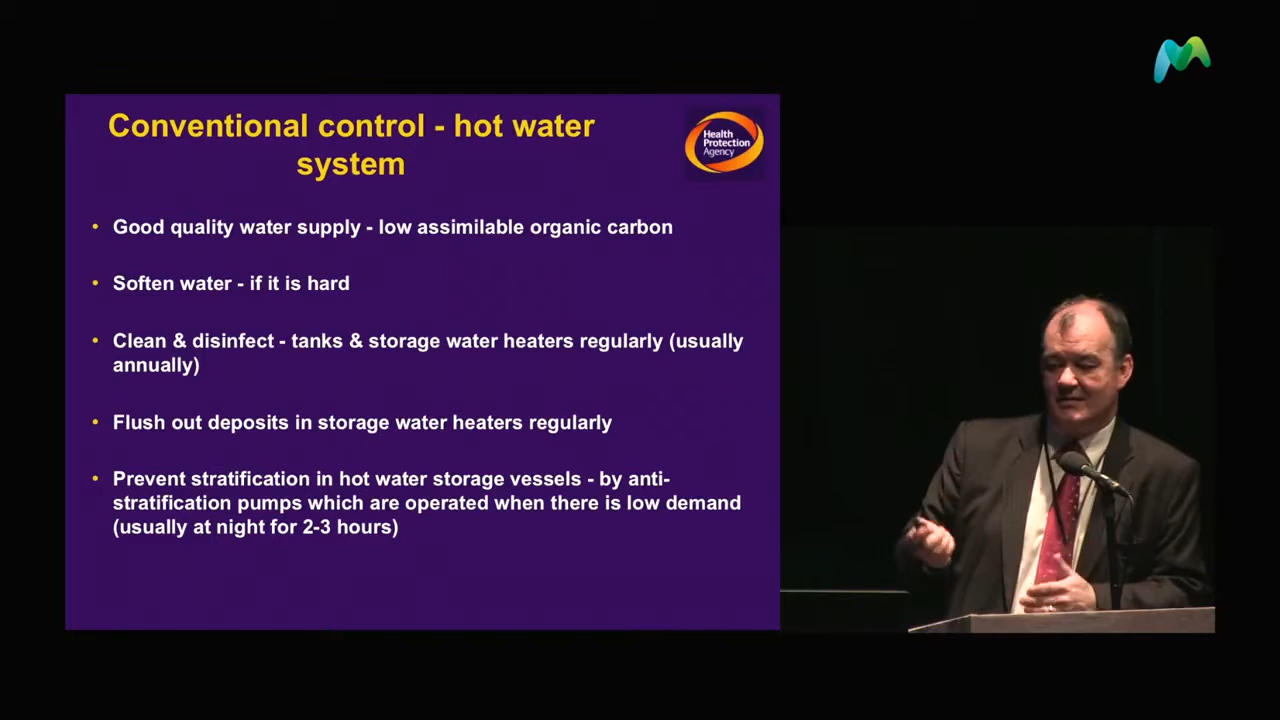 Conventional control - hot water
system
Health
Protection
Agency
• Good quality water supply - low assimilable organic carbon
• Soften water - if it is hard
• Clean & disinfect - tanks & storage water heaters regularly (usually
annually)
• Flush out deposits in storage water heaters regularly
• Prevent stratification in hot water storage vessels - by anti-
stratification pumps which are operated when there is low demand
(usually at night for 2-3 hours)